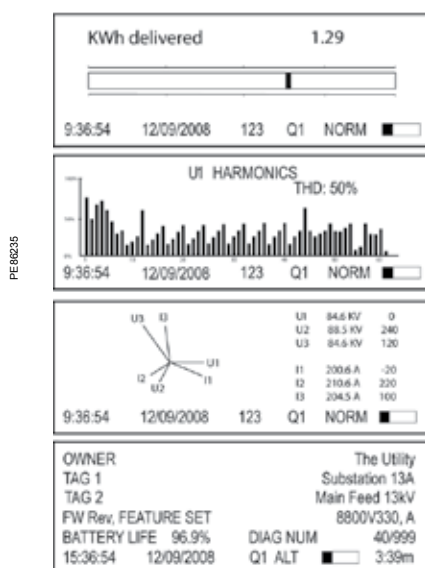 PE86235
KWh delivered 1.29
9:36:54 12/09/2008 123 Q1 NORM
U1 HARMONICS
THD: 50%
100%
50%
0%
9:36:54 12/09/2008 123 Q1 NORM
U3 I3
U1
I1
I2
U2
U1 84.6 KV 0
U2 88.5 KV 240
U3 84.6 KV 120
I1 200.6 A -20
I2 210.6 A 220
I3 204.5 A 100
9:36:54 12/09/2008 123 Q1 NORM
OWNER The Utility
TAG 1 Substation 13A
TAG 2 Main Feed 13kV
FW Rev, FEATURE SET 8800V330, A
BATTERY LIFE 96.9% DIAG NUM 40/999
15:36:54 12/09/2008 Q1 ALT 3:39m